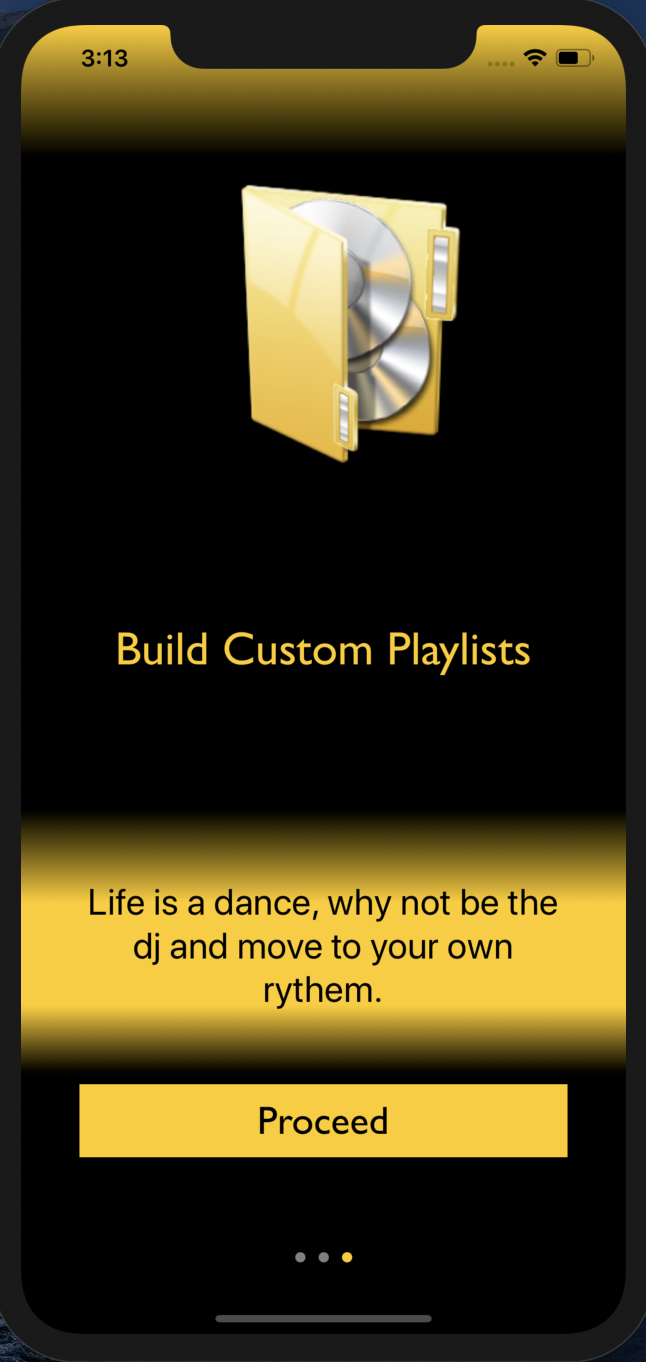 3:13
Build Custom Playlists
Life is a dance, why not be the
dj and move to your own
rythem.
Proceed